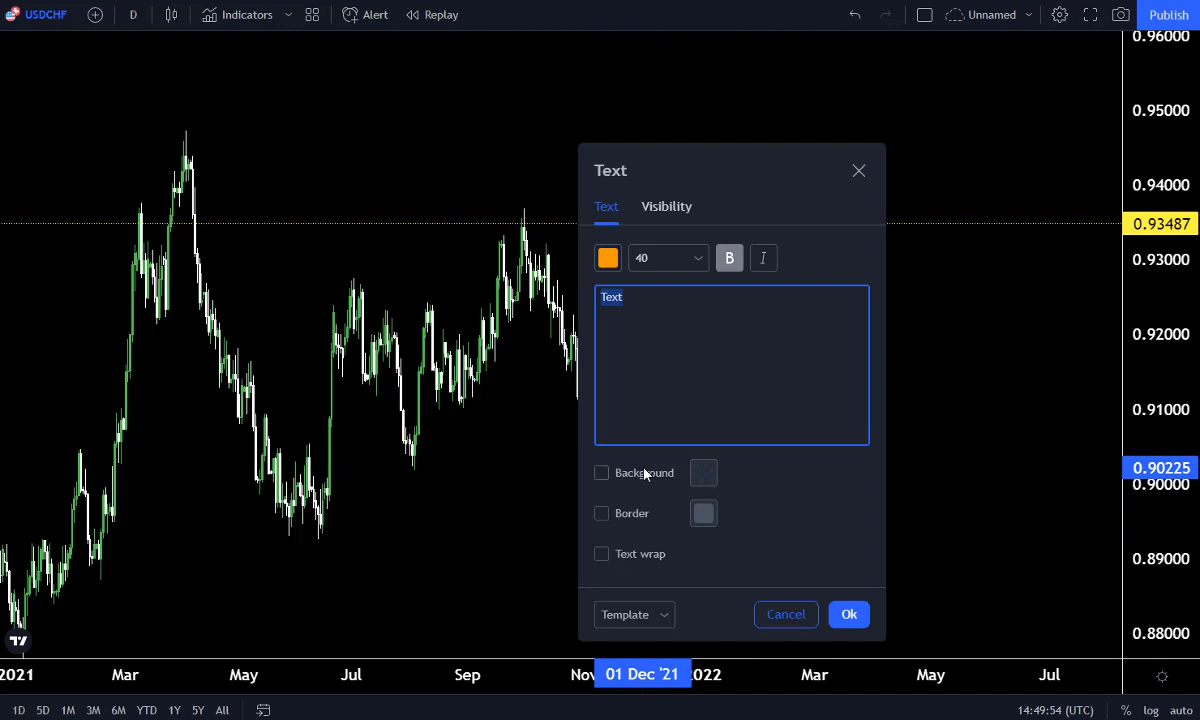 USDCHF D Indicators Alert Replay Unnamed Publish
0.96000
0.95000
0.94000
0.93487
0.93000
0.92000
0.91000
0.90225
0.90000
0.89000
0.88000
Text
Text Visibility
40 B I
Text
Background
Border
Text wrap
Template Cancel Ok
2021 Mar May Jul Sep Nov 01 Dec '21 2022 Mar May Jul
1D 5D 1M 3M 6M YTD 1Y 5Y All 14:49:54 (UTC) % log auto